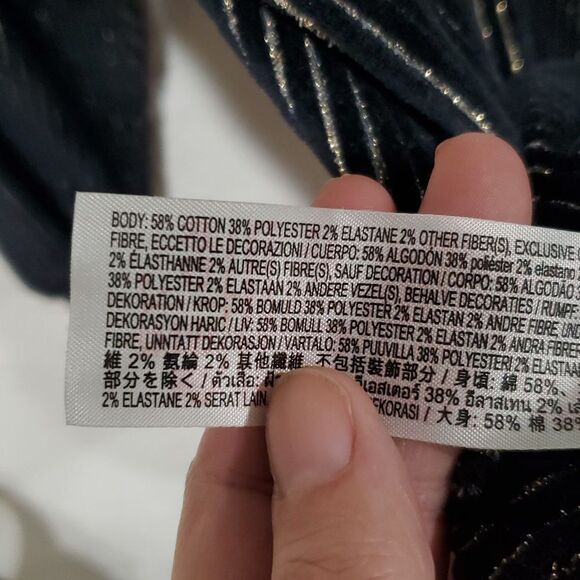 BODY: 58% COTTON 38% POLYESTER 2% ELASTANE 2% OTHER FIBER(S), EXCLUSIVE
FIBRE, ECCETTO LE DECORAZIONI / CUERPO: 58% ALGODÓN 38% poliéster 2% elastano
2% ÉLASTHANNE 2% AUTRE(S) FIBRE(S), SAUF DECORATION / CORPO: 58% ALGODÃO
38% POLYESTER 2% ELASTAAN 2% ANDERE VEZEL(S), BEHALVE DECORATIES / RUMPF:
DEKORATION / KROP: 58% BOMULD 38% POLYESTER 2% ELASTAN 2% ANDRE FIBRE
DEKORASYON HARIC / LIV: 58% BOMULL 38% POLYESTER 2% ELASTAN 2% ANDRA FIBRE
FIBRE, UNNTATT DEKORASJON / VARTALO: 58% PUUVILLA 38% POLYESTERI 2% ELASTAANI
維 2% 氨綸 2% 其他纖維, 不包括裝飾部分 / 身頃: 綿 58%、
部分を除く / ตัวเสื้อ: 38% อีลาสเทน 2%
2% ELASTANE 2% SERAT LAIN, / 大身: 58% 棉 38%